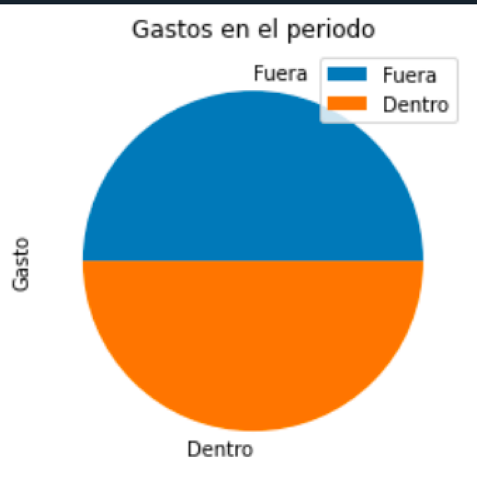 Gastos en el periodo
Fuera
Fuera
Dentro
Gasto
Dentro